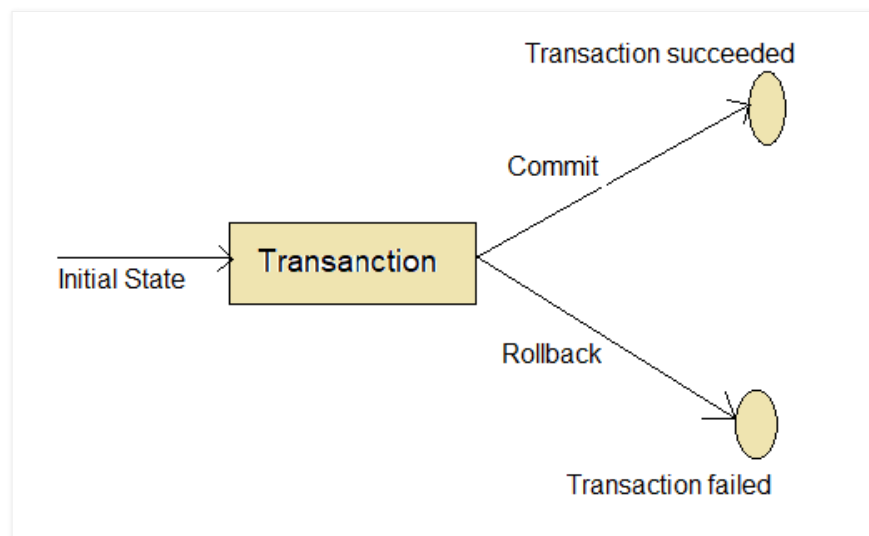 Transaction succeeded
Commit
Transanction
Initial State
Rollback
Transaction failed